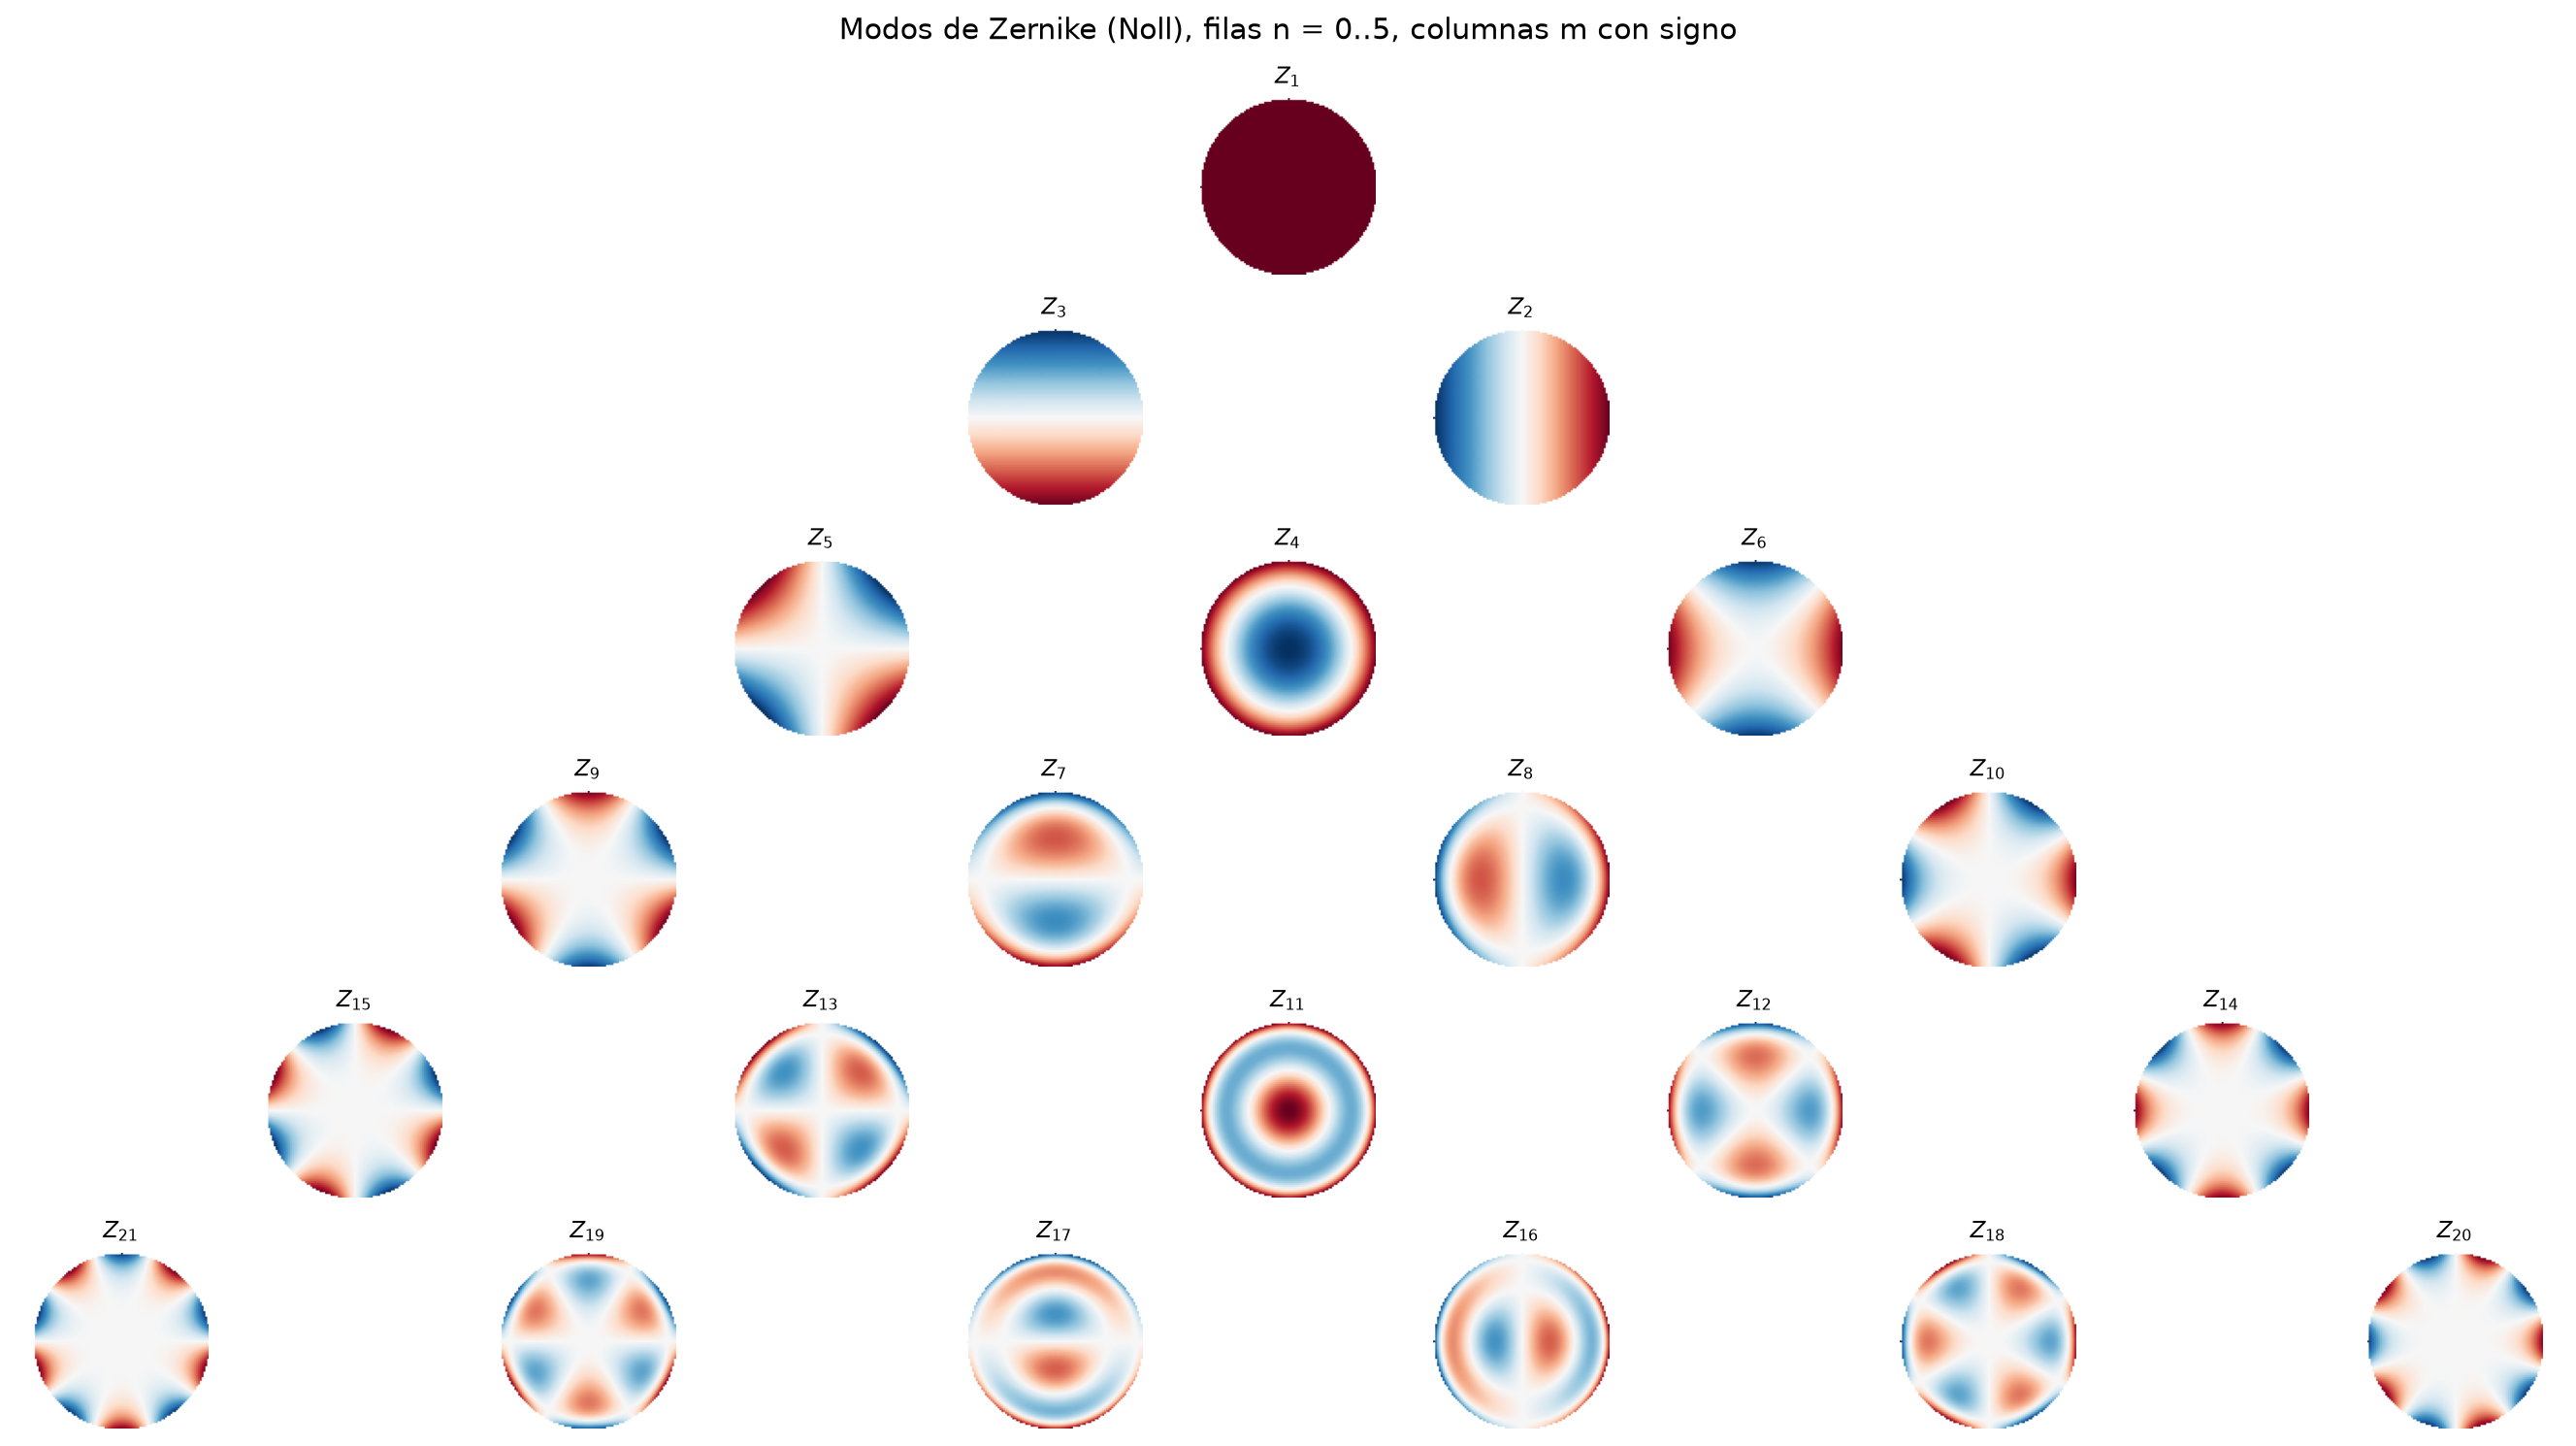 Modos de Zernike (Noll), filas n = 0..5, columnas m con signo
Z₁
Z₃ Z₂
Z₅ Z₄ Z₆
Z₉ Z₇ Z₈ Z₁₀
Z₁₅ Z₁₃ Z₁₁ Z₁₂ Z₁₄
Z₂₁ Z₁₉ Z₁₇ Z₁₆ Z₁₈ Z₂₀